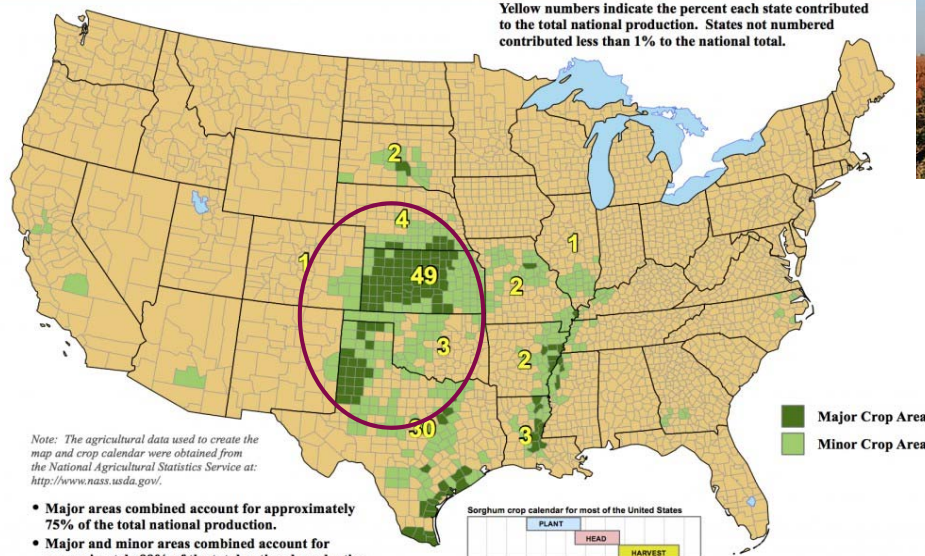 Yellow numbers indicate the percent each state contributed
to the total national production. States not numbered
contributed less than 1% to the national total.
2
4
1
49
2
1
3
2
30
3
Major Crop Area
Minor Crop Area
Note: The agricultural data used to create the
map and crop calendar were obtained from
the National Agricultural Statistics Service at:
http://www.nass.usda.gov/.
• Major areas combined account for approximately
75% of the total national production.
• Major and minor areas combined account for
Sorghum crop calendar for most of the United States
PLANT
HEAD
HARVEST